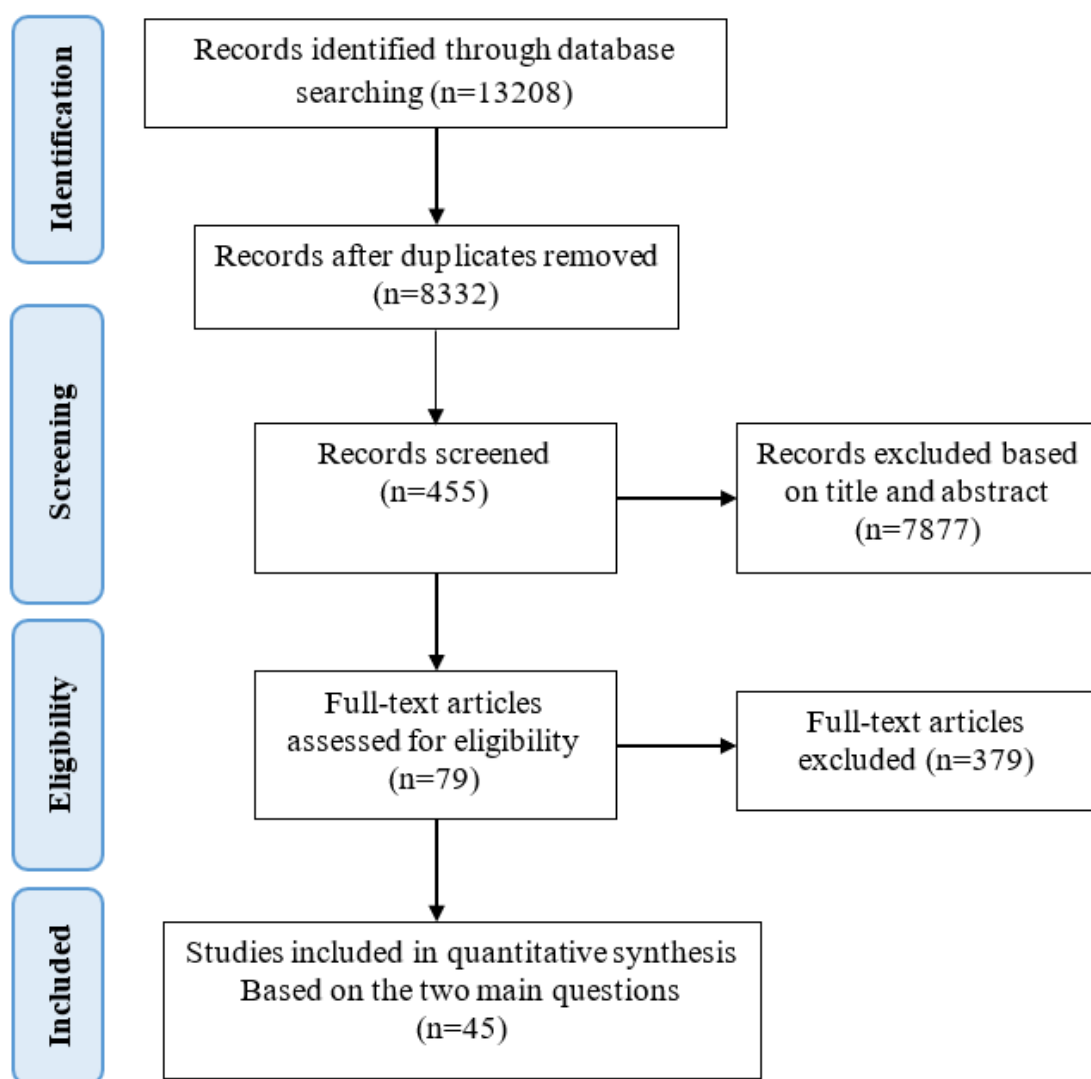 Identification
Records identified through database
searching (n=13208)
Records after duplicates removed
(n=8332)
Screening
Records screened
(n=455)
Records excluded based
on title and abstract
(n=7877)
Eligibility
Full-text articles
assessed for eligibility
(n=79)
Full-text articles
excluded (n=379)
Included
Studies included in quantitative synthesis
Based on the two main questions
(n=45)